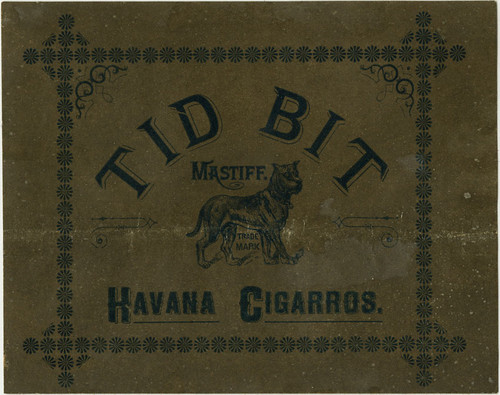 TID BIT
MASTIFF.
TRADE
MARK
HAVANA CIGARROS.